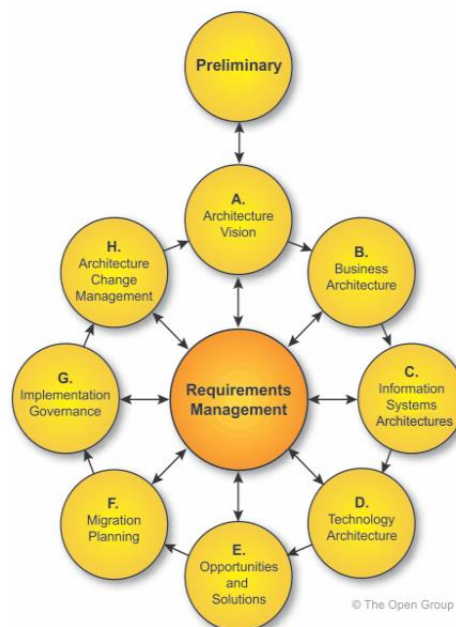 Preliminary
A.
Architecture
Vision
B.
Business
Architecture
C.
Information
Systems
Architectures
D.
Technology
Architecture
E.
Opportunities
and
Solutions
F.
Migration
Planning
G.
Implementation
Governance
H.
Architecture
Change
Management
Requirements
Management
© The Open Group